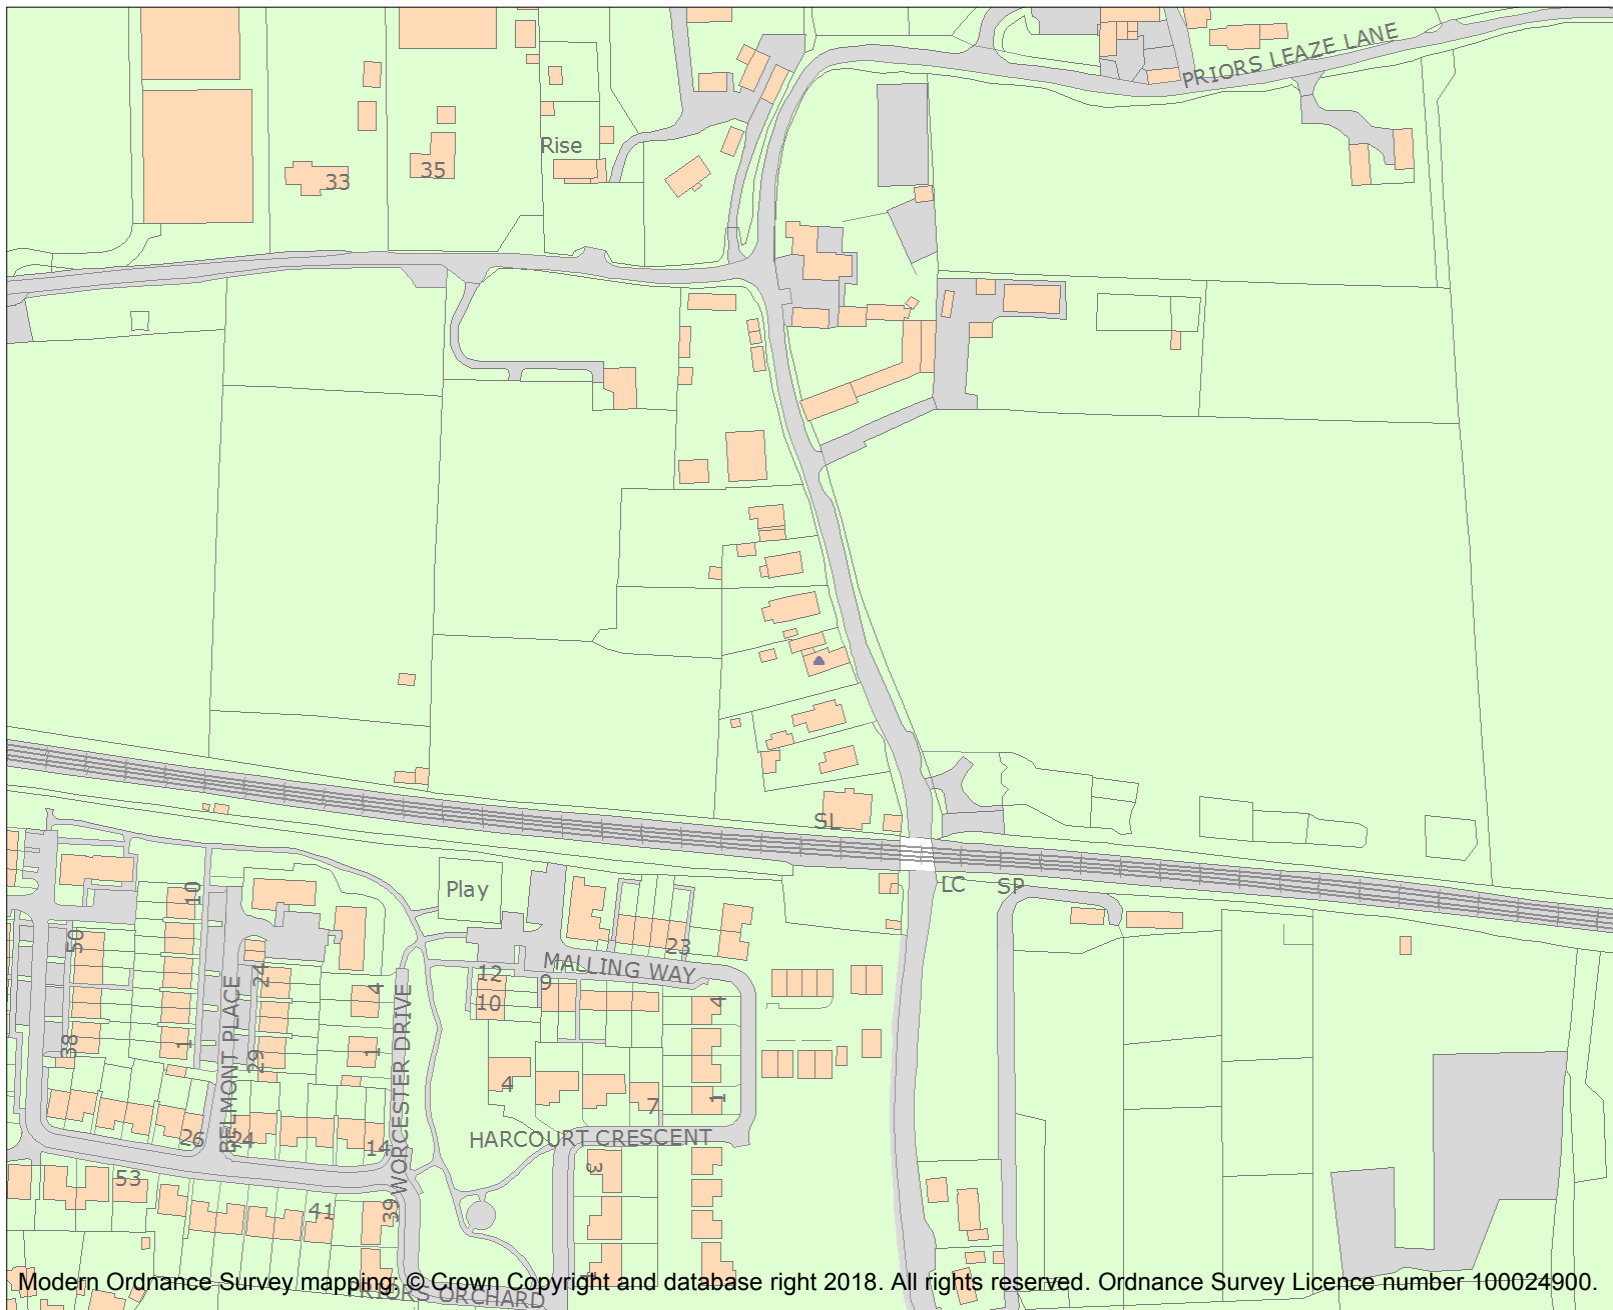 PRIORS LEAZE LANE
Rise
33
35
SL
LC
SP
Play
10
50
23
MALLING WAY
12
9
24
4
10
4
38
1
29
1
BELMONT PLACE
WORCESTER DRIVE
4
7
1
26
24
14
HARCOURT CRESCENT
53
3
39
41
Modern Ordnance Survey mapping: © Crown Copyright and database right 2018. All rights reserved. Ordnance Survey Licence number 100024900.
PRIORS ORCHARD